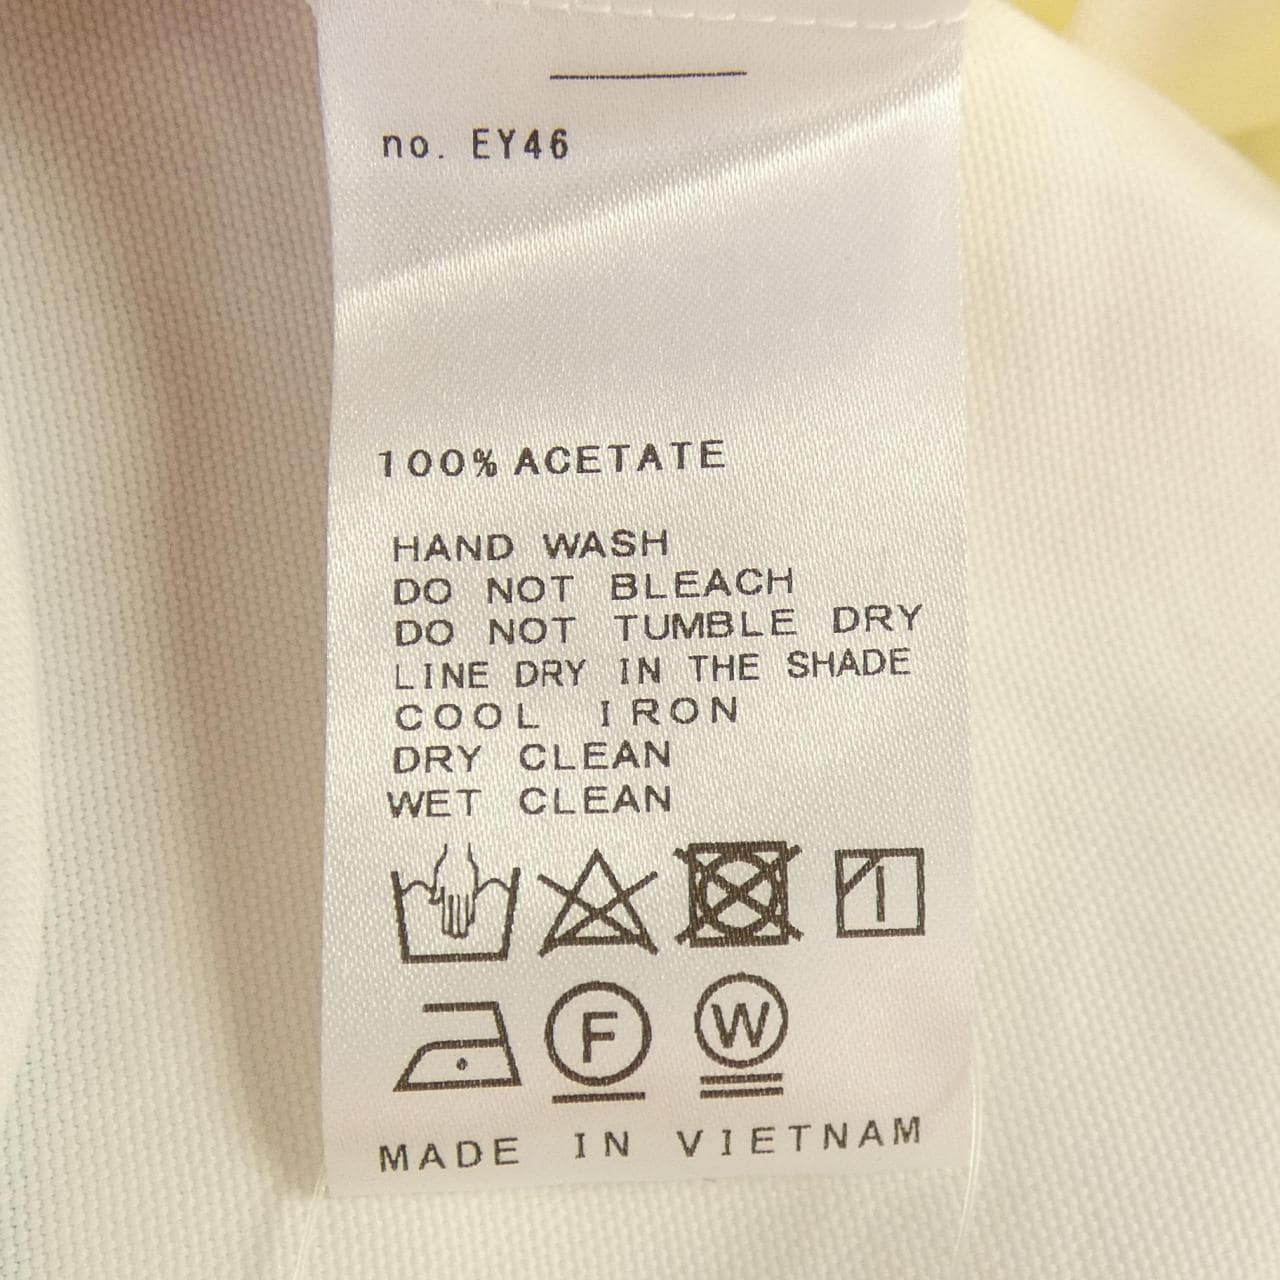 no. EY46
100% ACETATE
HAND WASH
DO NOT BLEACH
DO NOT TUMBLE DRY
LINE DRY IN THE SHADE
COOL IRON
DRY CLEAN
WET CLEAN
F W
MADE IN VIETNAM